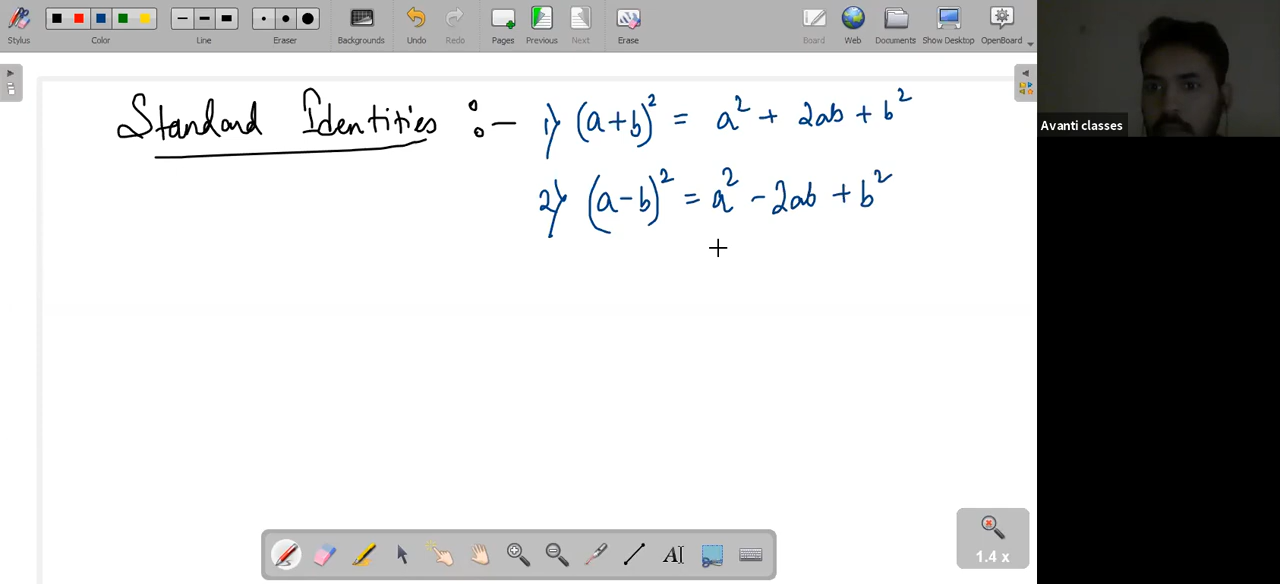 Stylus Color Line Eraser Backgrounds Undo Redo Pages Previous Next Erase Board Web Documents Show Desktop OpenBoard
Standard Identities :- 1) (a+b)² = a² + 2ab + b²
2) (a-b)² = a² - 2ab + b²
Avanti classes
AI
1.4 x